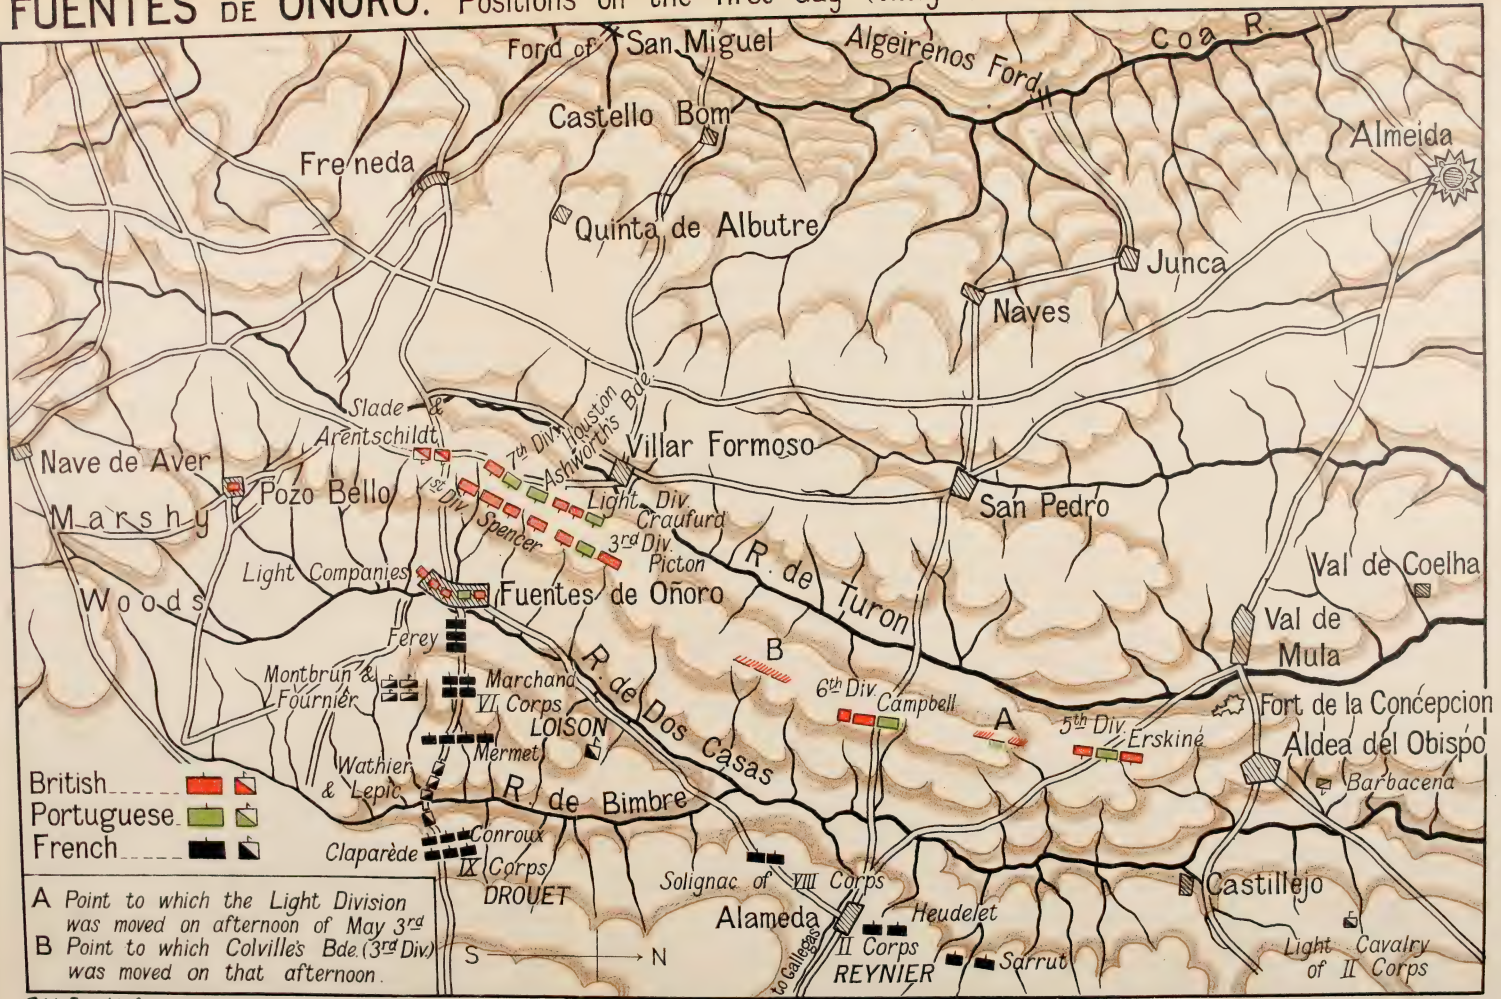 FUENTES DE OÑORO. Positions on the first day
Ford of San Miguel
Algeirenos Ford
Coa R.
Castello Bom
Almeida
Freneda
Quinta de Albutre
Junca
Naves
Slade &
Arentschildt
7th Div. Houston
Ashworth's Bde.
Villar Formoso
Nave de Aver
Pozo Bello
Marshy
Woods
1st Div. Spencer
Light Div.
Craufurd
3rd Div.
Picton
San Pedro
R. de Turon
Val de Coelha
Light Companies
Fuentes de Oñoro
Val de
Mula
Ferey
Montbrun &
Fournier
Marchand
VI Corps
LOISON
Mermet
R. de Dos Casas
B
6th Div.
Campbell
A
5th Div.
Erskine
Fort de la Concepcion
Aldea del Obispo
Barbacena
Wathier
& Lepic
R. de Bimbre
British
Portuguese
French
Conroux
Claparède
IX Corps
DROUET
Solignac of VIII Corps
Alameda
to Gallegos
Heudelet
II Corps
REYNIER
Sarrut
Castillejo
Light Cavalry
of II Corps
A Point to which the Light Division
was moved on afternoon of May 3rd
B Point to which Colville's Bde. (3rd Div.)
was moved on that afternoon.
S N